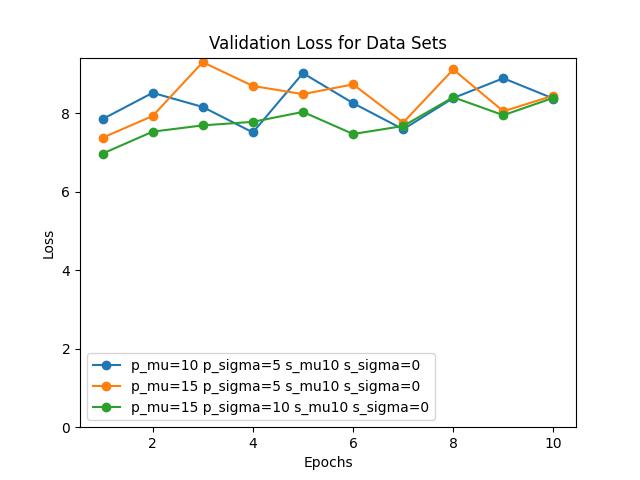 Validation Loss for Data Sets
8
6
4
2
0
Loss
p_mu=10 p_sigma=5 s_mu10 s_sigma=0
p_mu=15 p_sigma=5 s_mu10 s_sigma=0
p_mu=15 p_sigma=10 s_mu10 s_sigma=0
2 4 6 8 10
Epochs